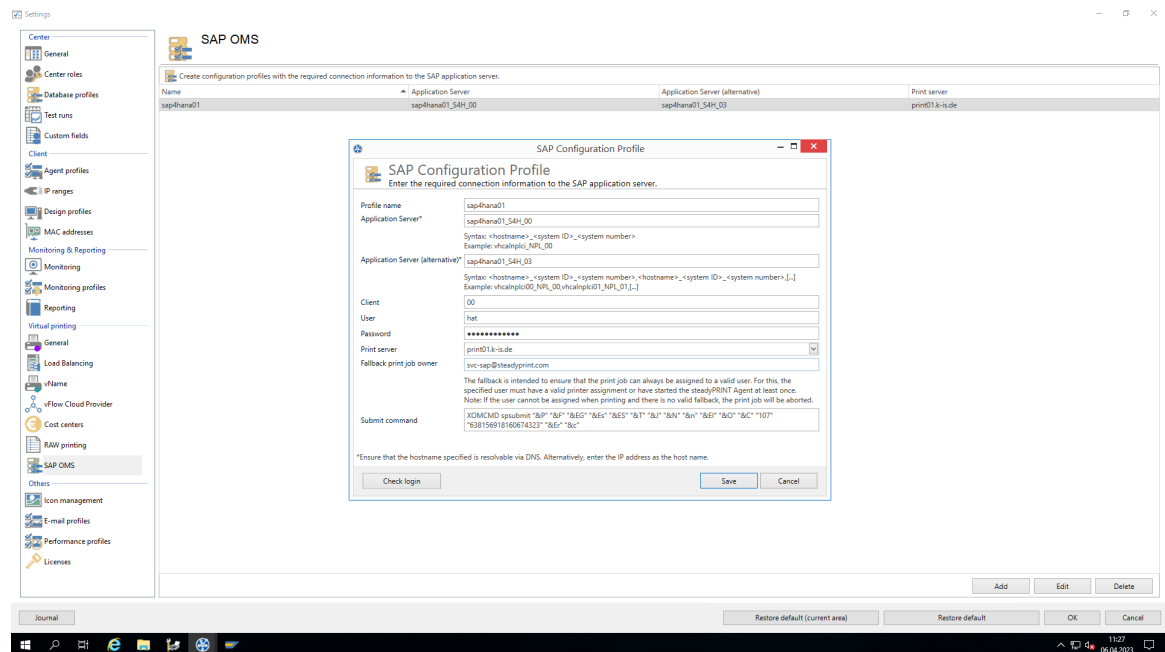 Settings
Center
General
Center roles
Database profiles
Test runs
Custom fields
Client
Agent profiles
IP ranges
Design profiles
MAC addresses
Monitoring & Reporting
Monitoring
Monitoring profiles
Reporting
Virtual printing
General
Load Balancing
vName
vFlow Cloud Provider
Cost centers
RAW printing
SAP OMS
Others
Icon management
E-mail profiles
Performance profiles
Licenses
SAP OMS
Create configuration profiles with the required connection information to the SAP application server.
Name Application Server Application Server (alternative) Print server
sap4hana01 sap4hana01_S4H_00 sap4hana01_S4H_03 print01.k-is.de
SAP Configuration Profile
SAP Configuration Profile
Enter the required connection information to the SAP application server.
Profile name sap4hana01
Application Server* sap4hana01_S4H_00
Syntax: <hostname>_<system ID>_<system number>
Example: vhcalnplci_NPL_00
Application Server (alternative)* sap4hana01_S4H_03
Syntax: <hostname>_<system ID>_<system number>,<hostname>_<system ID>_<system number>,[...]
Example: vhcalnplci00_NPL_00,vhcalnplci01_NPL_01,[...]
Client 00
User hat
Password ••••••••••••
Print server print01.k-is.de
Fallback print job owner svc-sap@steadyprint.com
The fallback is intended to ensure that the print job can always be assigned to a valid user. For this, the
specified user must have a valid printer assignment or have started the steadyPRINT Agent at least once.
Note: If the user cannot be assigned when printing and there is no valid fallback, the print job will be aborted.
Submit command XOMCMD spsubmit "&P" "&F" "&EG" "&Es" "&ES" "&T" "&J" "&N" "&n" "&EI" "&O" "&C" "107"
"638156918160674323" "&Er" "&c"
*Ensure that the hostname specified is resolvable via DNS. Alternatively, enter the IP address as the host name.
Check login Save Cancel
Add Edit Delete
Journal Restore default (current area) Restore default OK Cancel
11:27
06.04.2023